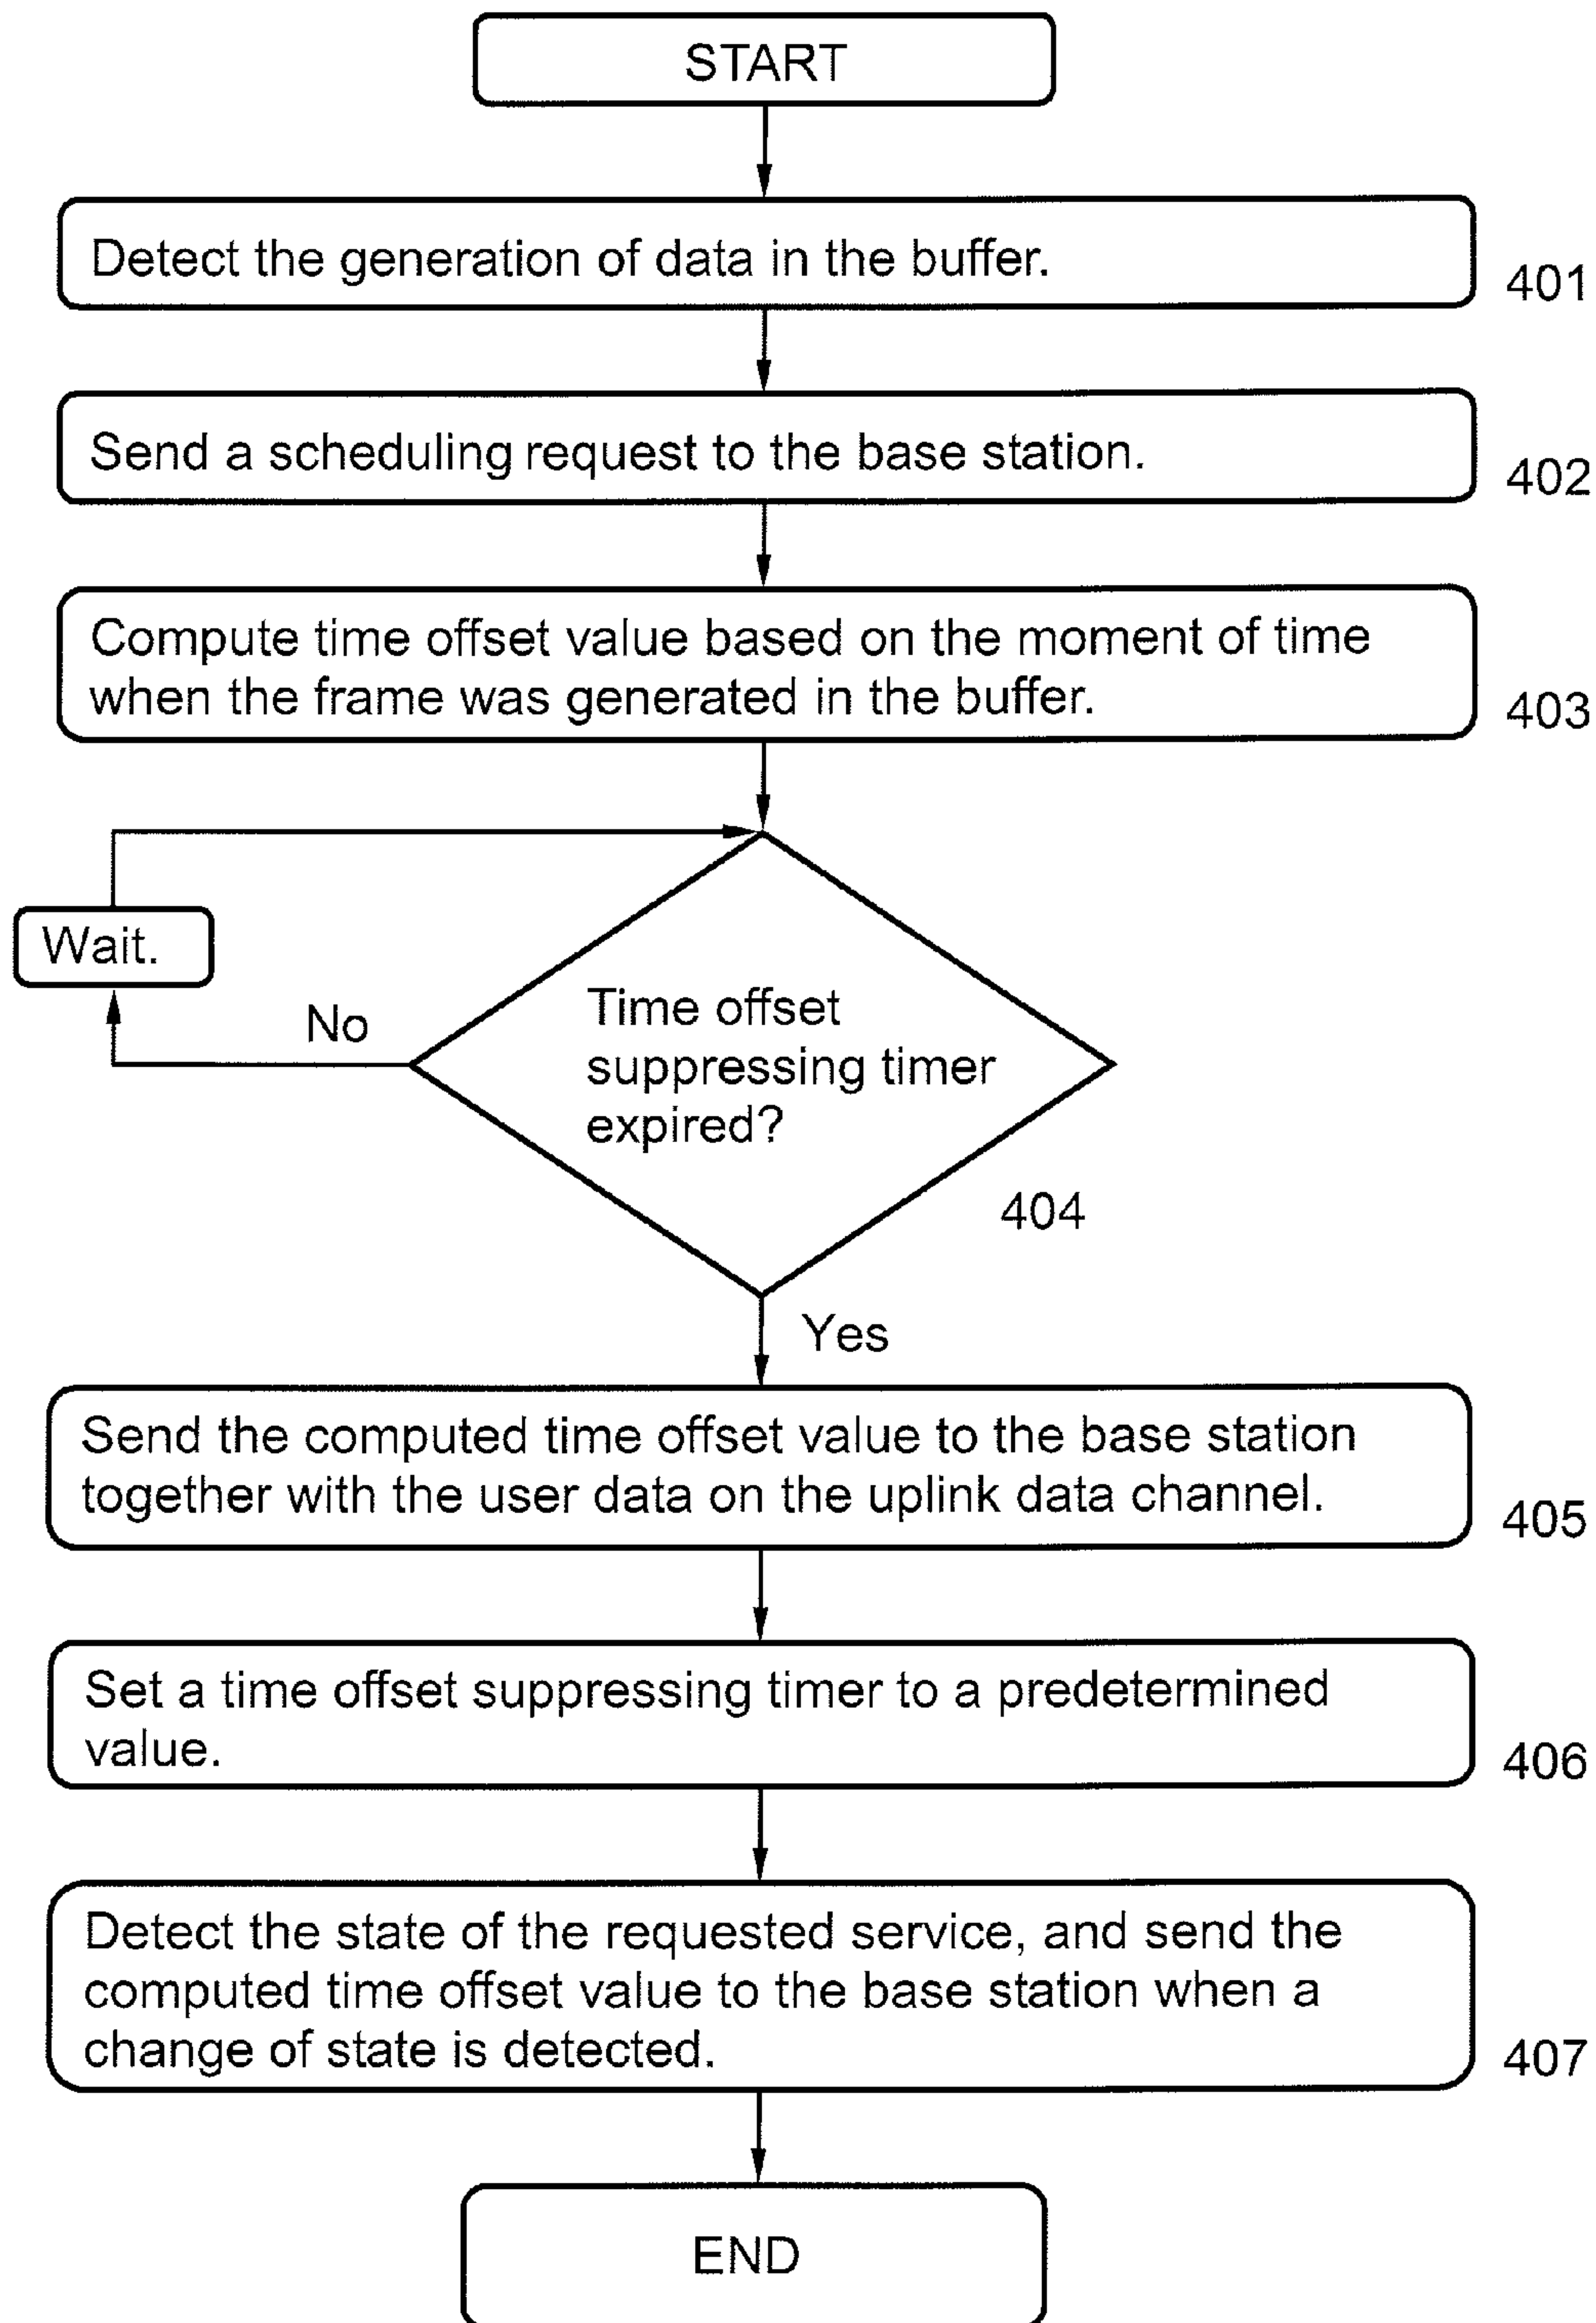 START
Detect the generation of data in the buffer.
401
Send a scheduling request to the base station.
402
Compute time offset value based on the moment of time
when the frame was generated in the buffer.
403
Wait.
No
Time offset
suppressing timer
expired?
404
Yes
Send the computed time offset value to the base station
together with the user data on the uplink data channel.
405
Set a time offset suppressing timer to a predetermined
value.
406
Detect the state of the requested service, and send the
computed time offset value to the base station when a
change of state is detected.
407
END